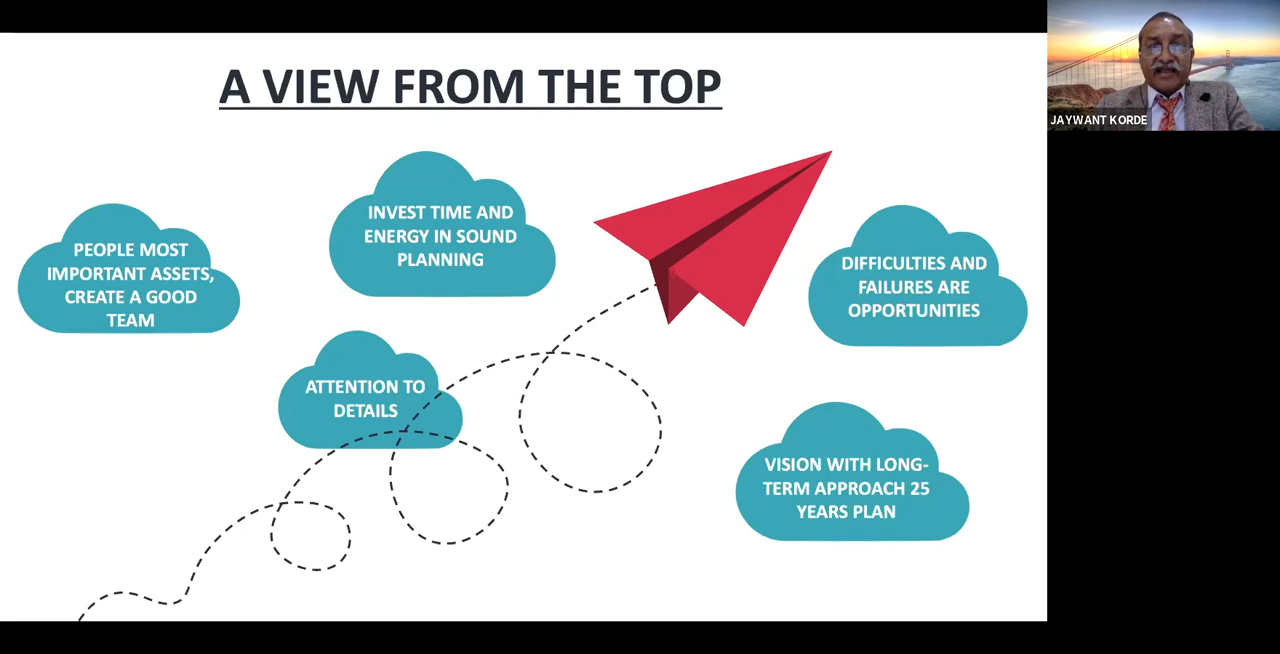 A VIEW FROM THE TOP
JAYWANT KORDE
PEOPLE MOST
IMPORTANT ASSETS,
CREATE A GOOD
TEAM
INVEST TIME AND
ENERGY IN SOUND
PLANNING
DIFFICULTIES AND
FAILURES ARE
OPPORTUNITIES
ATTENTION TO
DETAILS
VISION WITH LONG-
TERM APPROACH 25
YEARS PLAN